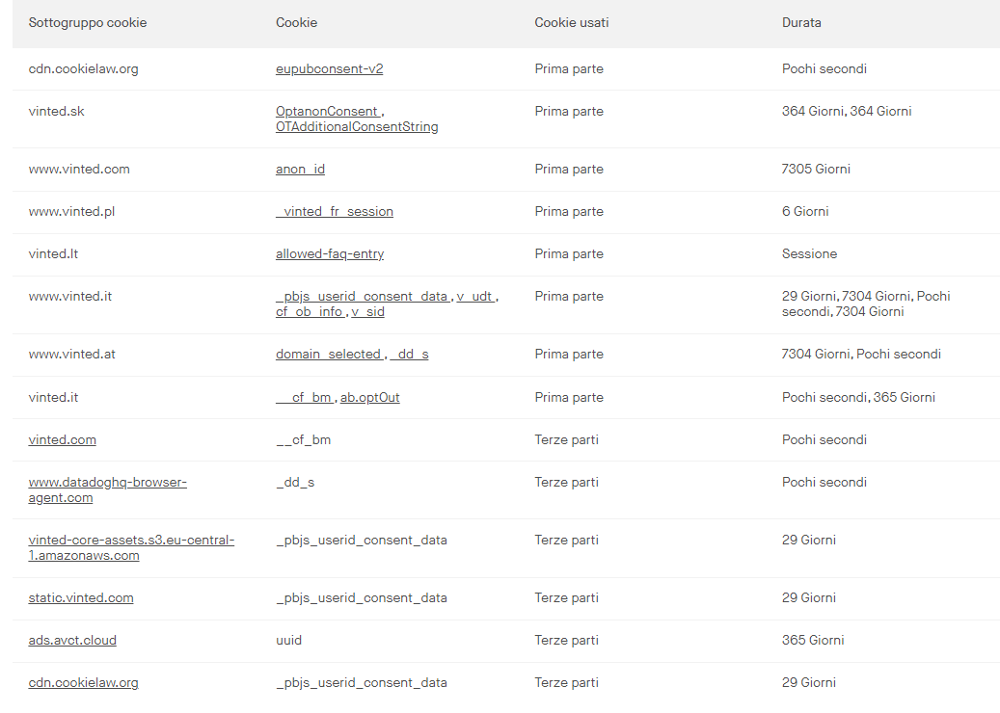 Sottogruppo cookie Cookie Cookie usati Durata
cdn.cookielaw.org eupubconsent-v2 Prima parte Pochi secondi
vinted.sk OptanonConsent , Prima parte 364 Giorni, 364 Giorni
OTAdditionalConsentString
www.vinted.com anon_id Prima parte 7305 Giorni
www.vinted.pl _vinted_fr_session Prima parte 6 Giorni
vinted.lt allowed-faq-entry Prima parte Sessione
www.vinted.it _pbjs_userid_consent_data , v_udt , Prima parte 29 Giorni, 7304 Giorni, Pochi
cf_ob_info , v_sid secondi, 7304 Giorni
www.vinted.at domain_selected , _dd_s Prima parte 7304 Giorni, Pochi secondi
vinted.it __cf_bm , ab.optOut Prima parte Pochi secondi, 365 Giorni
vinted.com __cf_bm Terze parti Pochi secondi
www.datadoghq-browser- _dd_s Terze parti Pochi secondi
agent.com
vinted-core-assets.s3.eu-central- _pbjs_userid_consent_data Terze parti 29 Giorni
1.amazonaws.com
static.vinted.com _pbjs_userid_consent_data Terze parti 29 Giorni
ads.avct.cloud uuid Terze parti 365 Giorni
cdn.cookielaw.org _pbjs_userid_consent_data Terze parti 29 Giorni